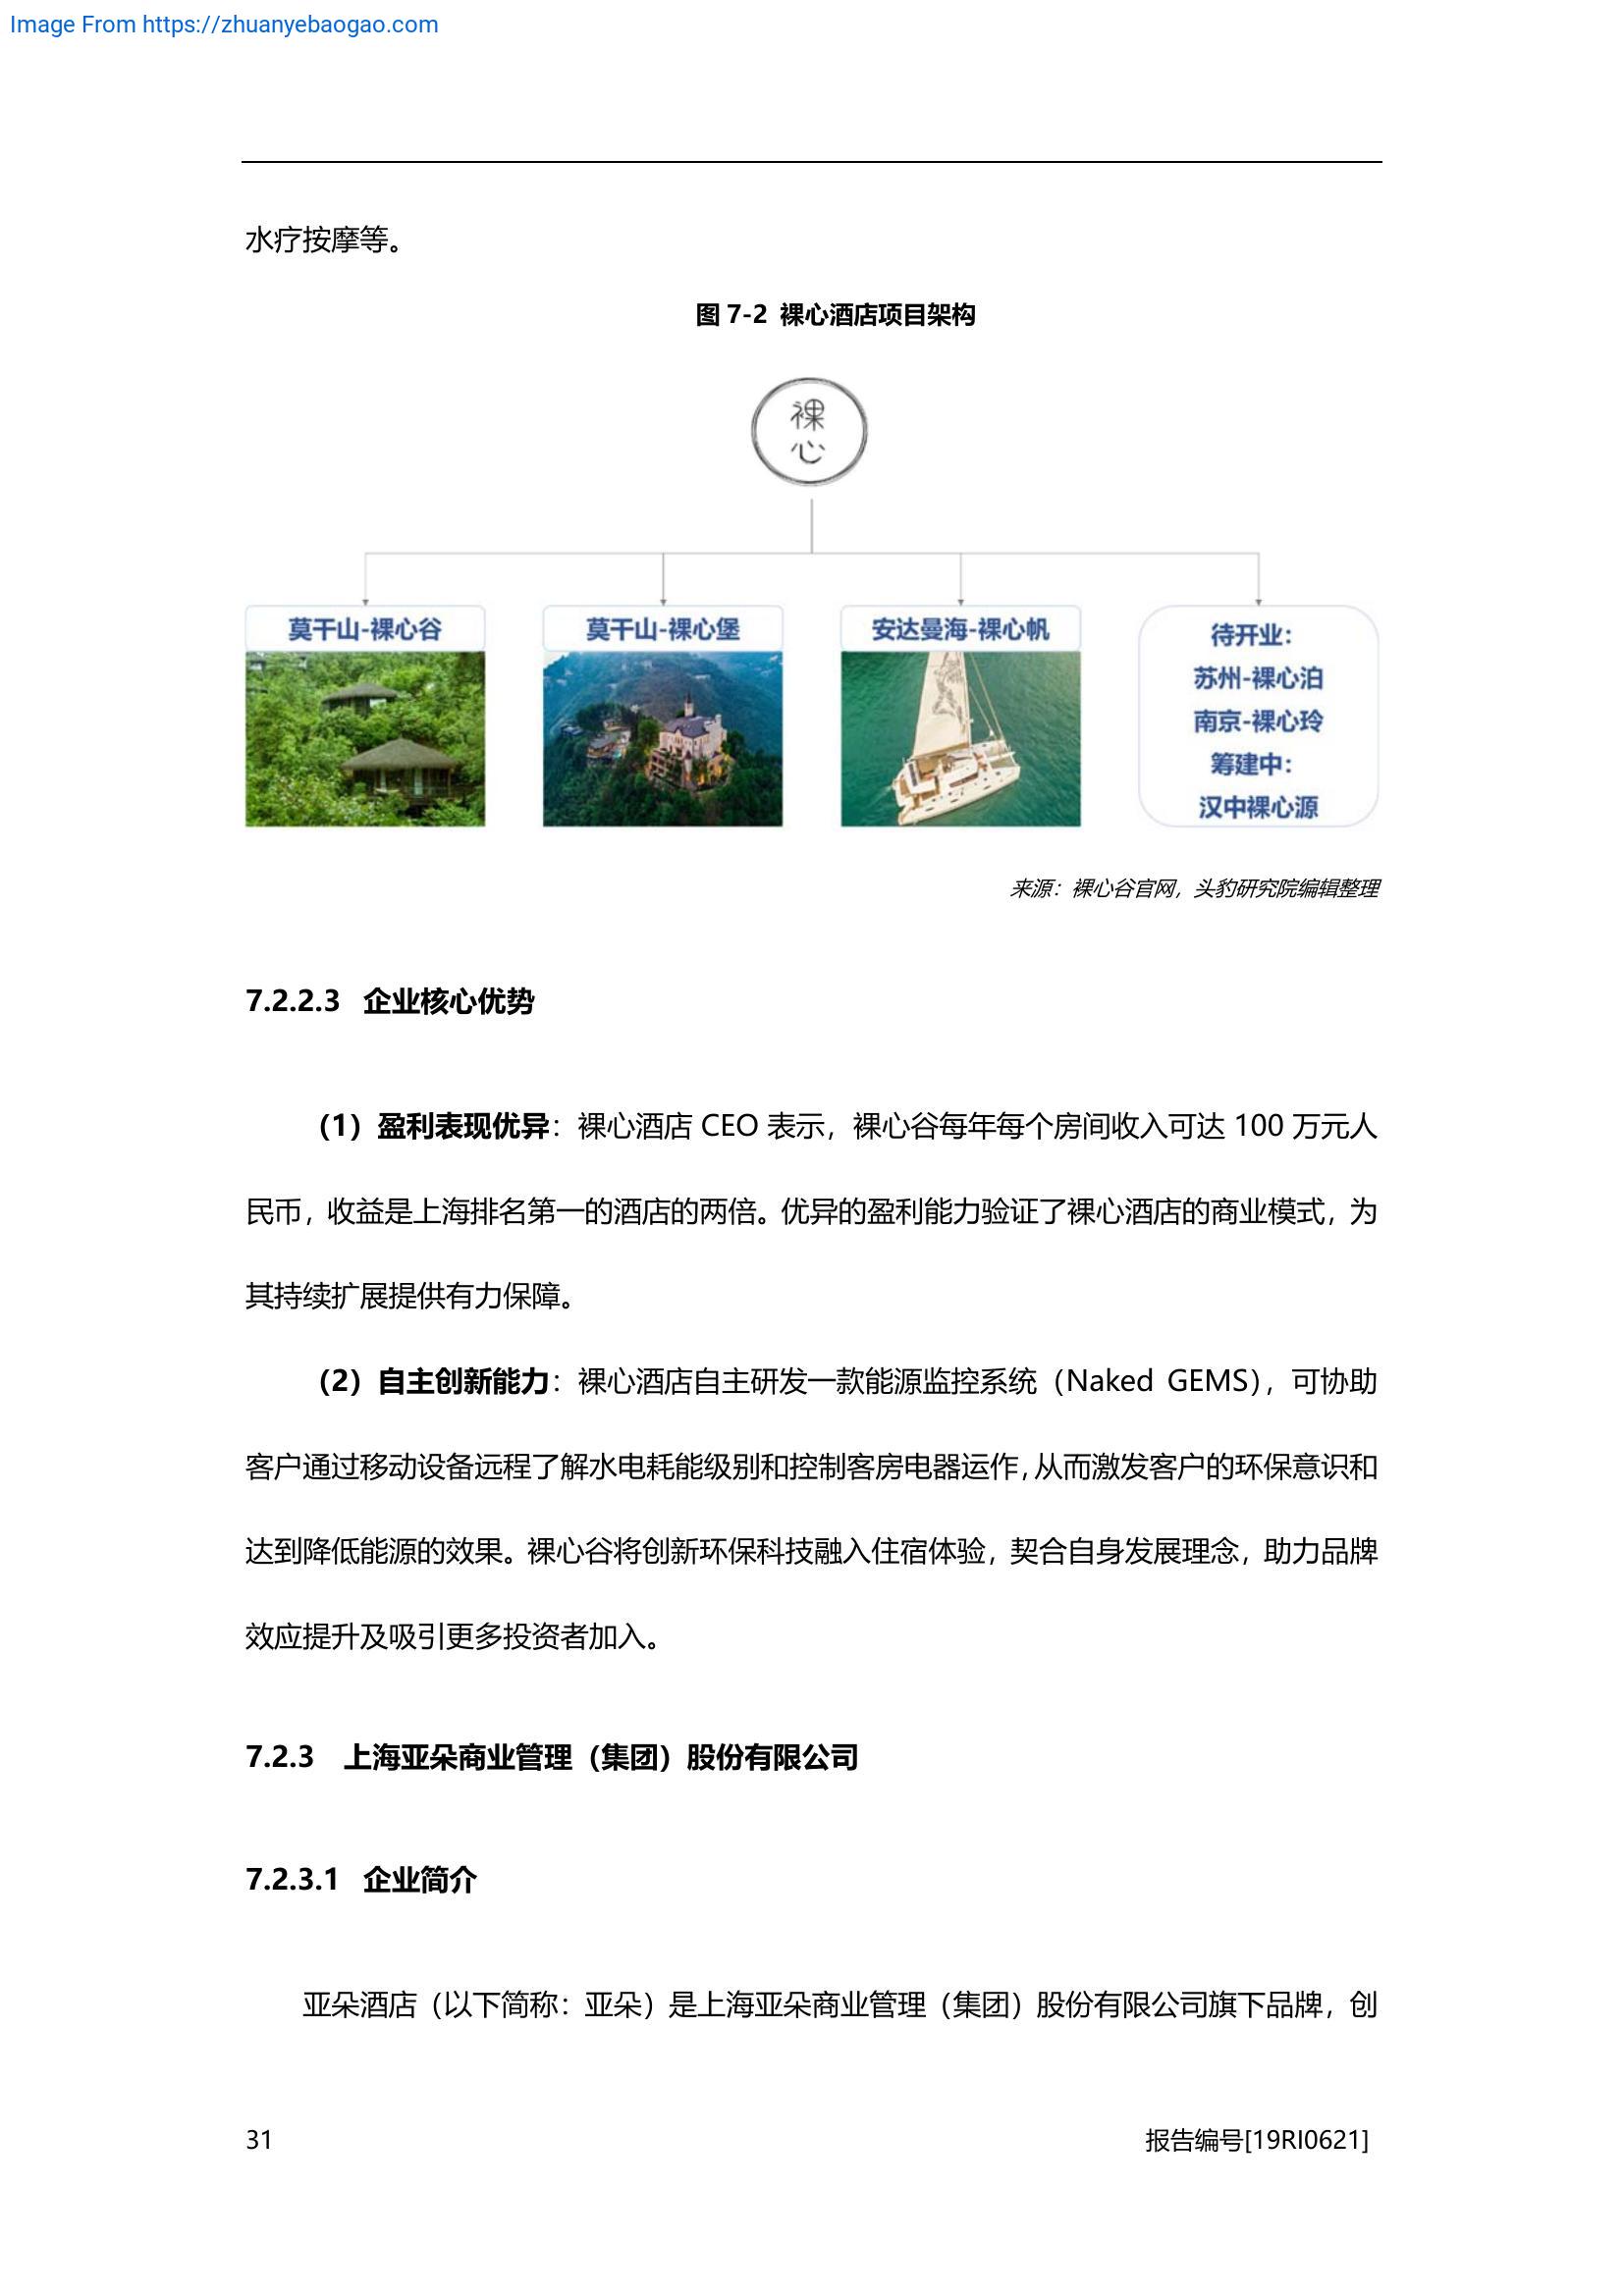 Image From https://zhuanyebaogao.com
水疗按摩等。
图 7-2 裸心酒店项目架构
裸
心
莫干山-裸心谷
莫干山-裸心堡
安达曼海-裸心帆
待开业：
苏州-裸心泊
南京-裸心玲
筹建中：
汉中裸心源
来源：裸心谷官网，头豹研究院编辑整理
7.2.2.3 企业核心优势
（1）盈利表现优异：裸心酒店 CEO 表示，裸心谷每年每个房间收入可达 100 万元人
民币，收益是上海排名第一的酒店的两倍。优异的盈利能力验证了裸心酒店的商业模式，为
其持续扩展提供有力保障。
（2）自主创新能力：裸心酒店自主研发一款能源监控系统（Naked GEMS），可协助
客户通过移动设备远程了解水电耗能级别和控制客房电器运作，从而激发客户的环保意识和
达到降低能源的效果。裸心谷将创新环保科技融入住宿体验，契合自身发展理念，助力品牌
效应提升及吸引更多投资者加入。
7.2.3 上海亚朵商业管理（集团）股份有限公司
7.2.3.1 企业简介
亚朵酒店（以下简称：亚朵）是上海亚朵商业管理（集团）股份有限公司旗下品牌，创
31
报告编号[19RI0621]